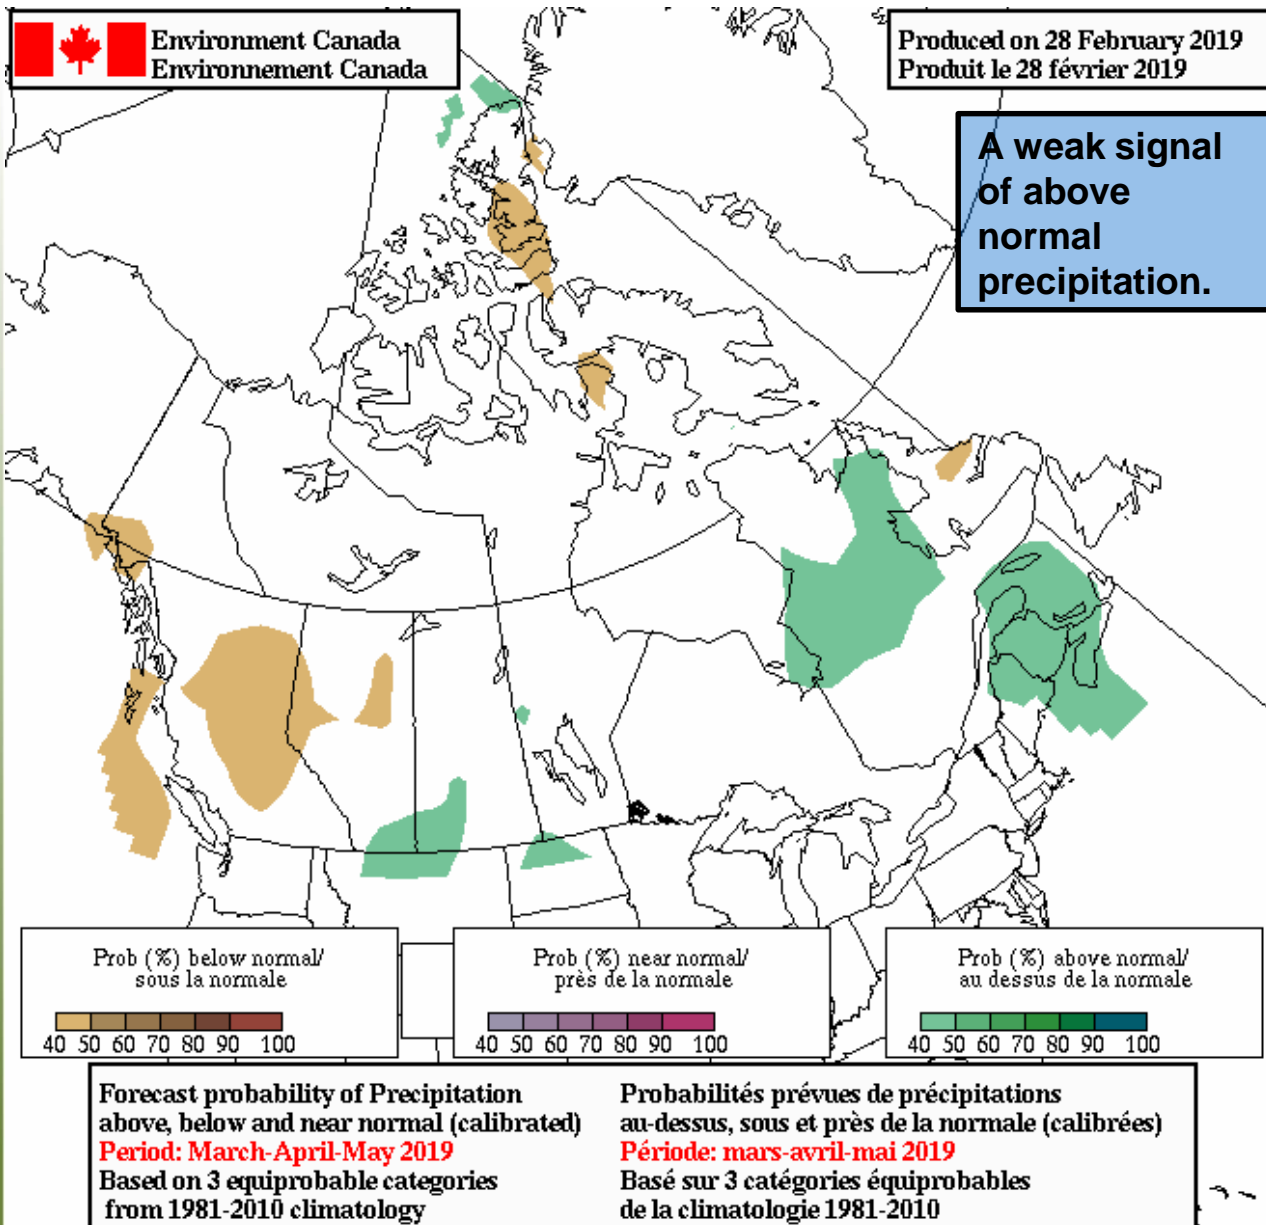 Environment Canada
Environnement Canada
Produced on 28 February 2019
Produit le 28 février 2019
A weak signal
of above
normal
precipitation.
Prob (%) below normal/
sous la normale
40 50 60 70 80 90 100
Prob (%) near normal/
près de la normale
40 50 60 70 80 90 100
Prob (%) above normal/
au dessus de la normale
40 50 60 70 80 90 100
Forecast probability of Precipitation
above, below and near normal (calibrated)
Period: March-April-May 2019
Based on 3 equiprobable categories
from 1981-2010 climatology
Probabilités prévues de précipitations
au-dessus, sous et près de la normale (calibrées)
Période: mars-avril-mai 2019
Basé sur 3 catégories équiprobables
de la climatologie 1981-2010